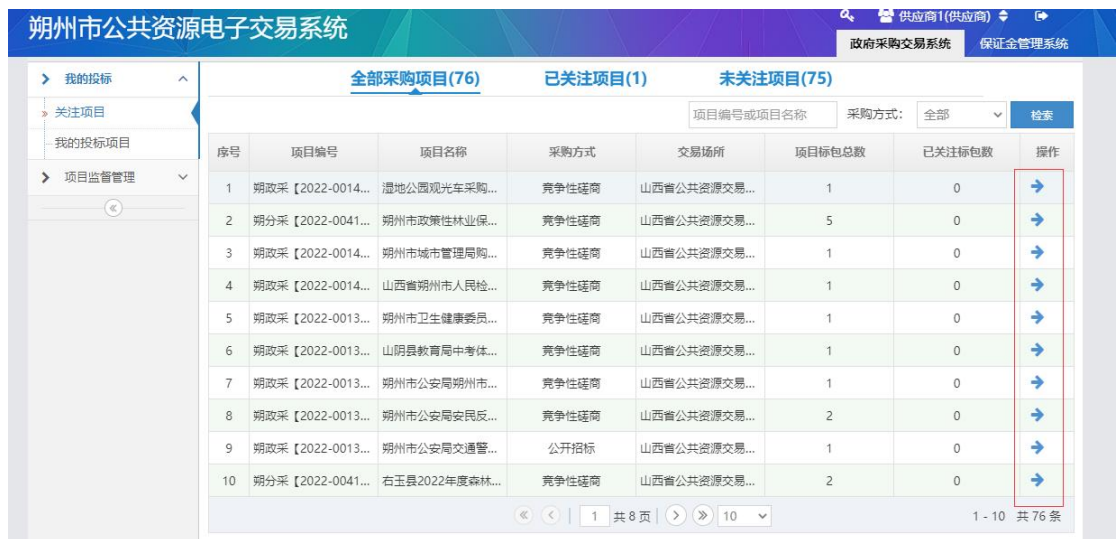 朔州市公共资源电子交易系统
供应商1(供应商)
政府采购交易系统 保证金管理系统
我的投标
关注项目
我的投标项目
项目监督管理
全部采购项目(76) 已关注项目(1) 未关注项目(75)
项目编号或项目名称 采购方式: 全部 检索
序号 项目编号 项目名称 采购方式 交易场所 项目标包总数 已关注标包数 操作
1 朔政采【2022-0014... 湿地公园观光车采购... 竞争性磋商 山西省公共资源交易... 1 0
2 朔分采【2022-0041... 朔州市政策性林业保... 竞争性磋商 山西省公共资源交易... 5 0
3 朔政采【2022-0014... 朔州市城市管理局购... 竞争性磋商 山西省公共资源交易... 1 0
4 朔政采【2022-0014... 山西省朔州市人民检... 竞争性磋商 山西省公共资源交易... 1 0
5 朔政采【2022-0013... 朔州市卫生健康委员... 竞争性磋商 山西省公共资源交易... 1 0
6 朔政采【2022-0013... 山阴县教育局中考体... 竞争性磋商 山西省公共资源交易... 1 0
7 朔政采【2022-0013... 朔州市公安局朔州市... 竞争性磋商 山西省公共资源交易... 1 0
8 朔政采【2022-0013... 朔州市公安局安民反... 竞争性磋商 山西省公共资源交易... 2 0
9 朔政采【2022-0013... 朔州市公安局交通警... 公开招标 山西省公共资源交易... 1 0
10 朔分采【2022-0041... 右玉县2022年度森林... 竞争性磋商 山西省公共资源交易... 2 0
1 共 8 页 10 1 - 10 共 76 条